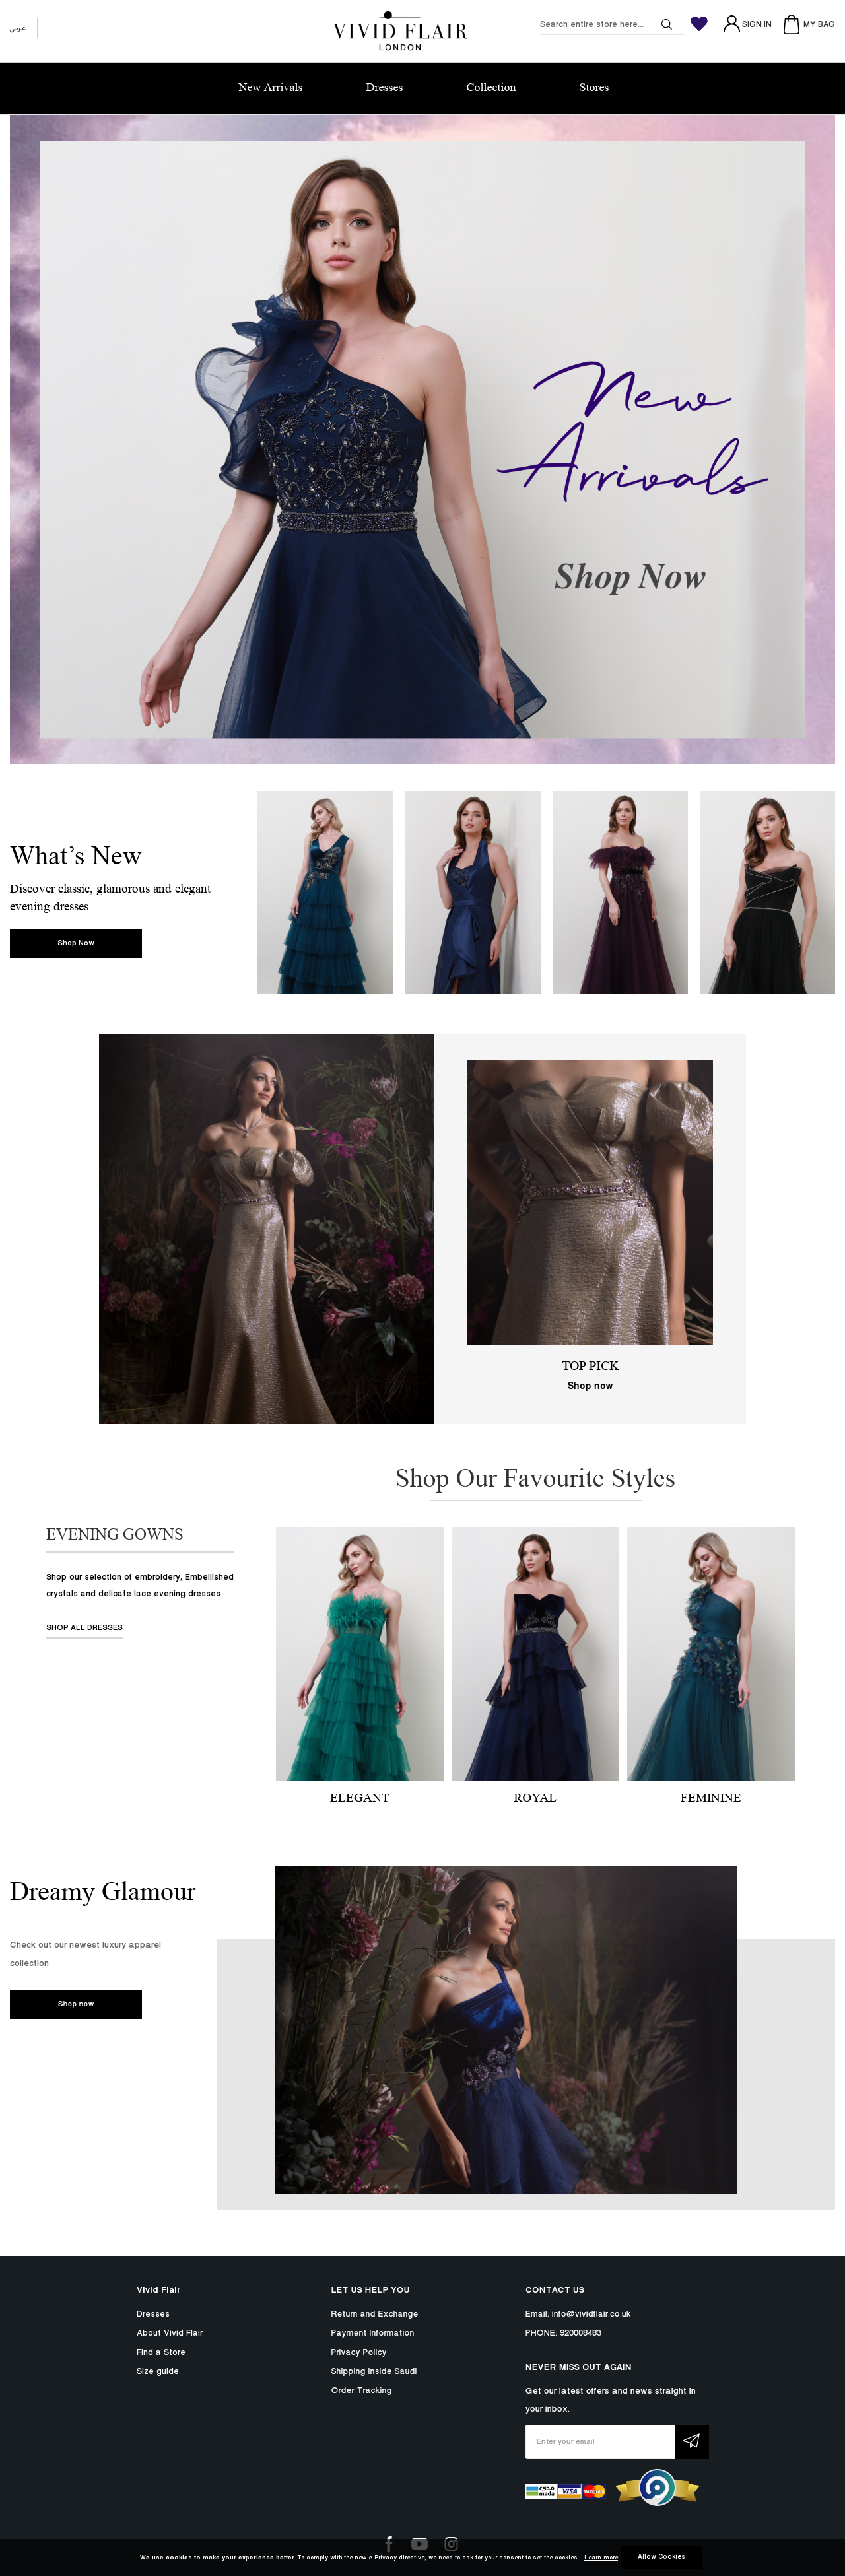 عربى
VIVID FLAIR
LONDON
Search entire store here...
SIGN IN
MY BAG
New Arrivals
Dresses
Collection
Stores
New
Arrivals
Shop Now
What's New
Discover classic, glamorous and elegant
evening dresses
Shop Now
TOP PICK
Shop now
Shop Our Favourite Styles
EVENING GOWNS
Shop our selection of embroidery, Embellished
crystals and delicate lace evening dresses
SHOP ALL DRESSES
ELEGANT
ROYAL
FEMININE
Dreamy Glamour
Check out our newest luxury apparel
collection
Shop now
Vivid Flair
Dresses
About Vivid Flair
Find a Store
Size guide
LET US HELP YOU
Return and Exchange
Payment Information
Privacy Policy
Shipping inside Saudi
Order Tracking
CONTACT US
Email: info@vividflair.co.uk
PHONE: 920008483
NEVER MISS OUT AGAIN
Get our latest offers and news straight in
your inbox.
Enter your email
مدى
mada
VISA
MasterCard
We use cookies to make your experience better. To comply with the new e-Privacy directive, we need to ask for your consent to set the cookies. Learn more
Allow Cookies